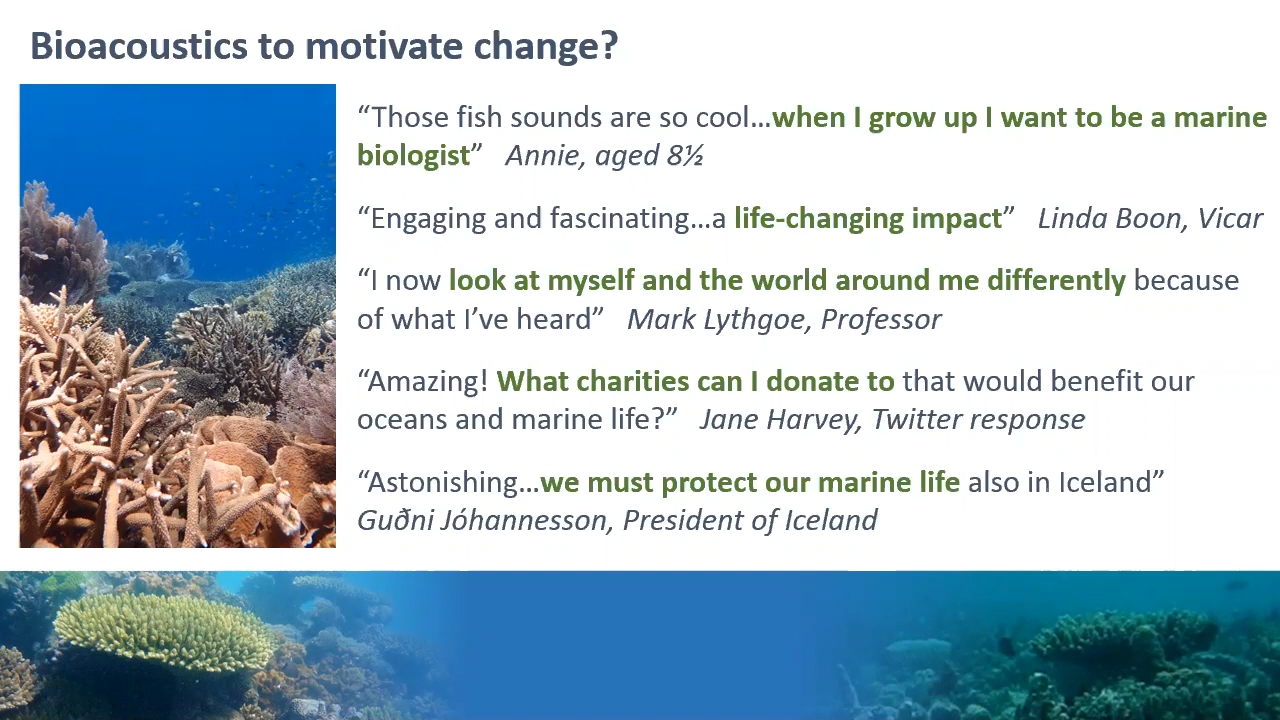 Bioacoustics to motivate change?
“Those fish sounds are so cool…when I grow up I want to be a marine
biologist” Annie, aged 8½
“Engaging and fascinating…a life-changing impact” Linda Boon, Vicar
“I now look at myself and the world around me differently because
of what I’ve heard” Mark Lythgoe, Professor
“Amazing! What charities can I donate to that would benefit our
oceans and marine life?” Jane Harvey, Twitter response
“Astonishing…we must protect our marine life also in Iceland”
Guðni Jóhannesson, President of Iceland